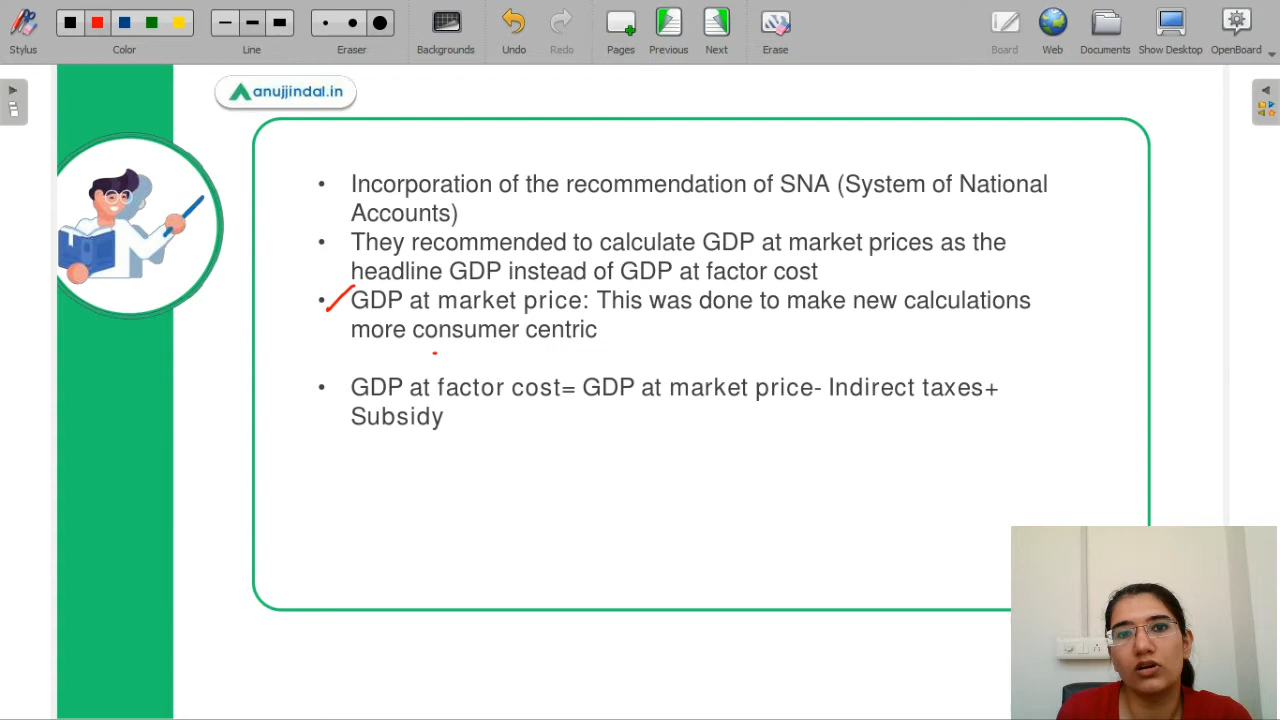 Stylus
Color
Line
Eraser
Backgrounds
Undo
Redo
Pages
Previous
Next
Erase
Board
Web
Documents
Show Desktop
OpenBoard
anujjindal.in
• Incorporation of the recommendation of SNA (System of National
Accounts)
• They recommended to calculate GDP at market prices as the
headline GDP instead of GDP at factor cost
• GDP at market price: This was done to make new calculations
more consumer centric
• GDP at factor cost= GDP at market price- Indirect taxes+
Subsidy